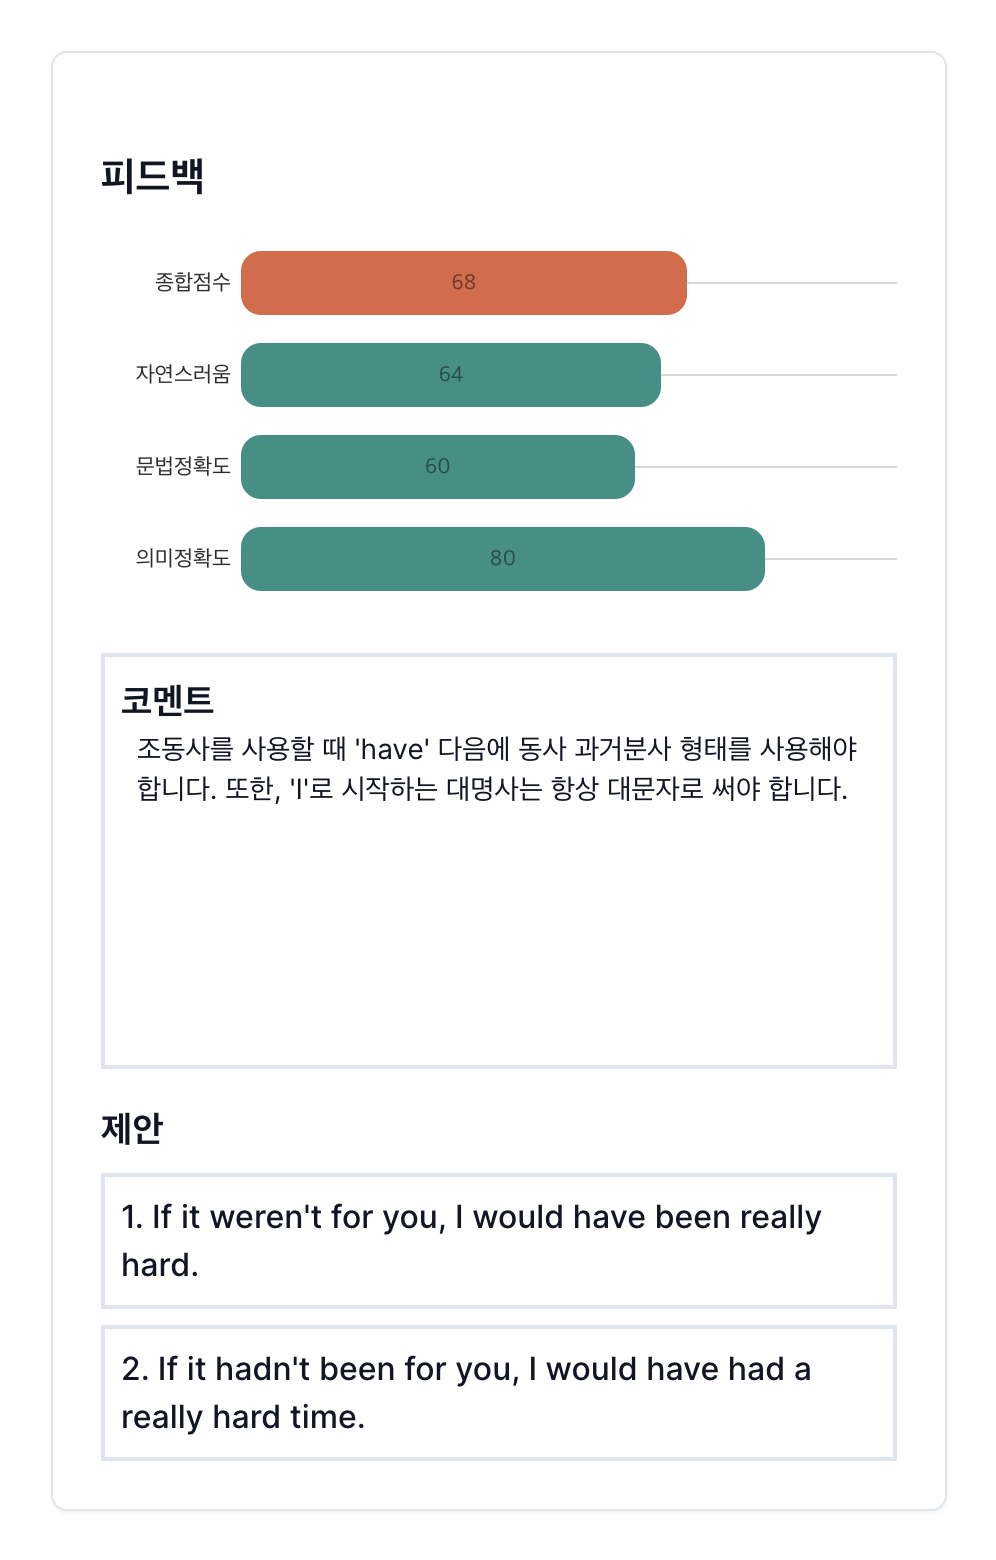 피드백
종합점수 68
자연스러움 64
문법정확도 60
의미정확도 80
코멘트
조동사를 사용할 때 'have' 다음에 동사 과거분사 형태를 사용해야
합니다. 또한, 'I'로 시작하는 대명사는 항상 대문자로 써야 합니다.
제안
1. If it weren't for you, I would have been really
hard.
2. If it hadn't been for you, I would have had a
really hard time.